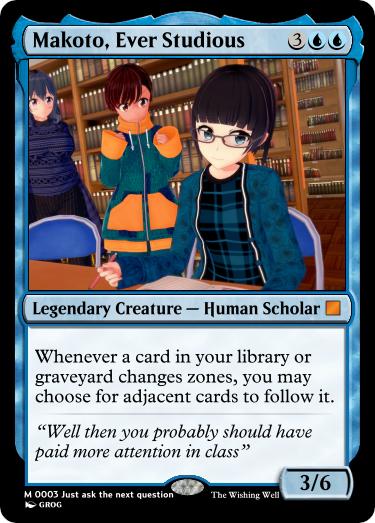 Makoto, Ever Studious 3
Legendary Creature — Human Scholar
Whenever a card in your library or
graveyard changes zones, you may
choose for adjacent cards to follow it.
“Well then you probably should have
paid more attention in class”
3/6
M 0003 Just ask the next question
The Wishing Well
GROG